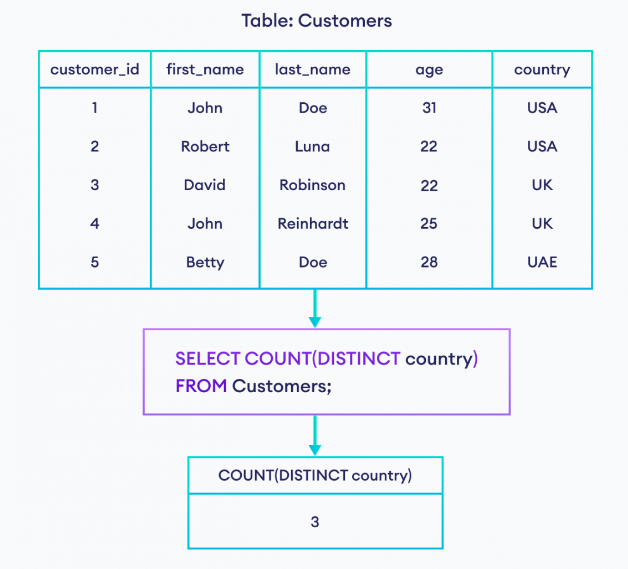 Table: Customers
customer_id first_name last_name age country
1 John Doe 31 USA
2 Robert Luna 22 USA
3 David Robinson 22 UK
4 John Reinhardt 25 UK
5 Betty Doe 28 UAE
SELECT COUNT(DISTINCT country)
FROM Customers;
COUNT(DISTINCT country)
3